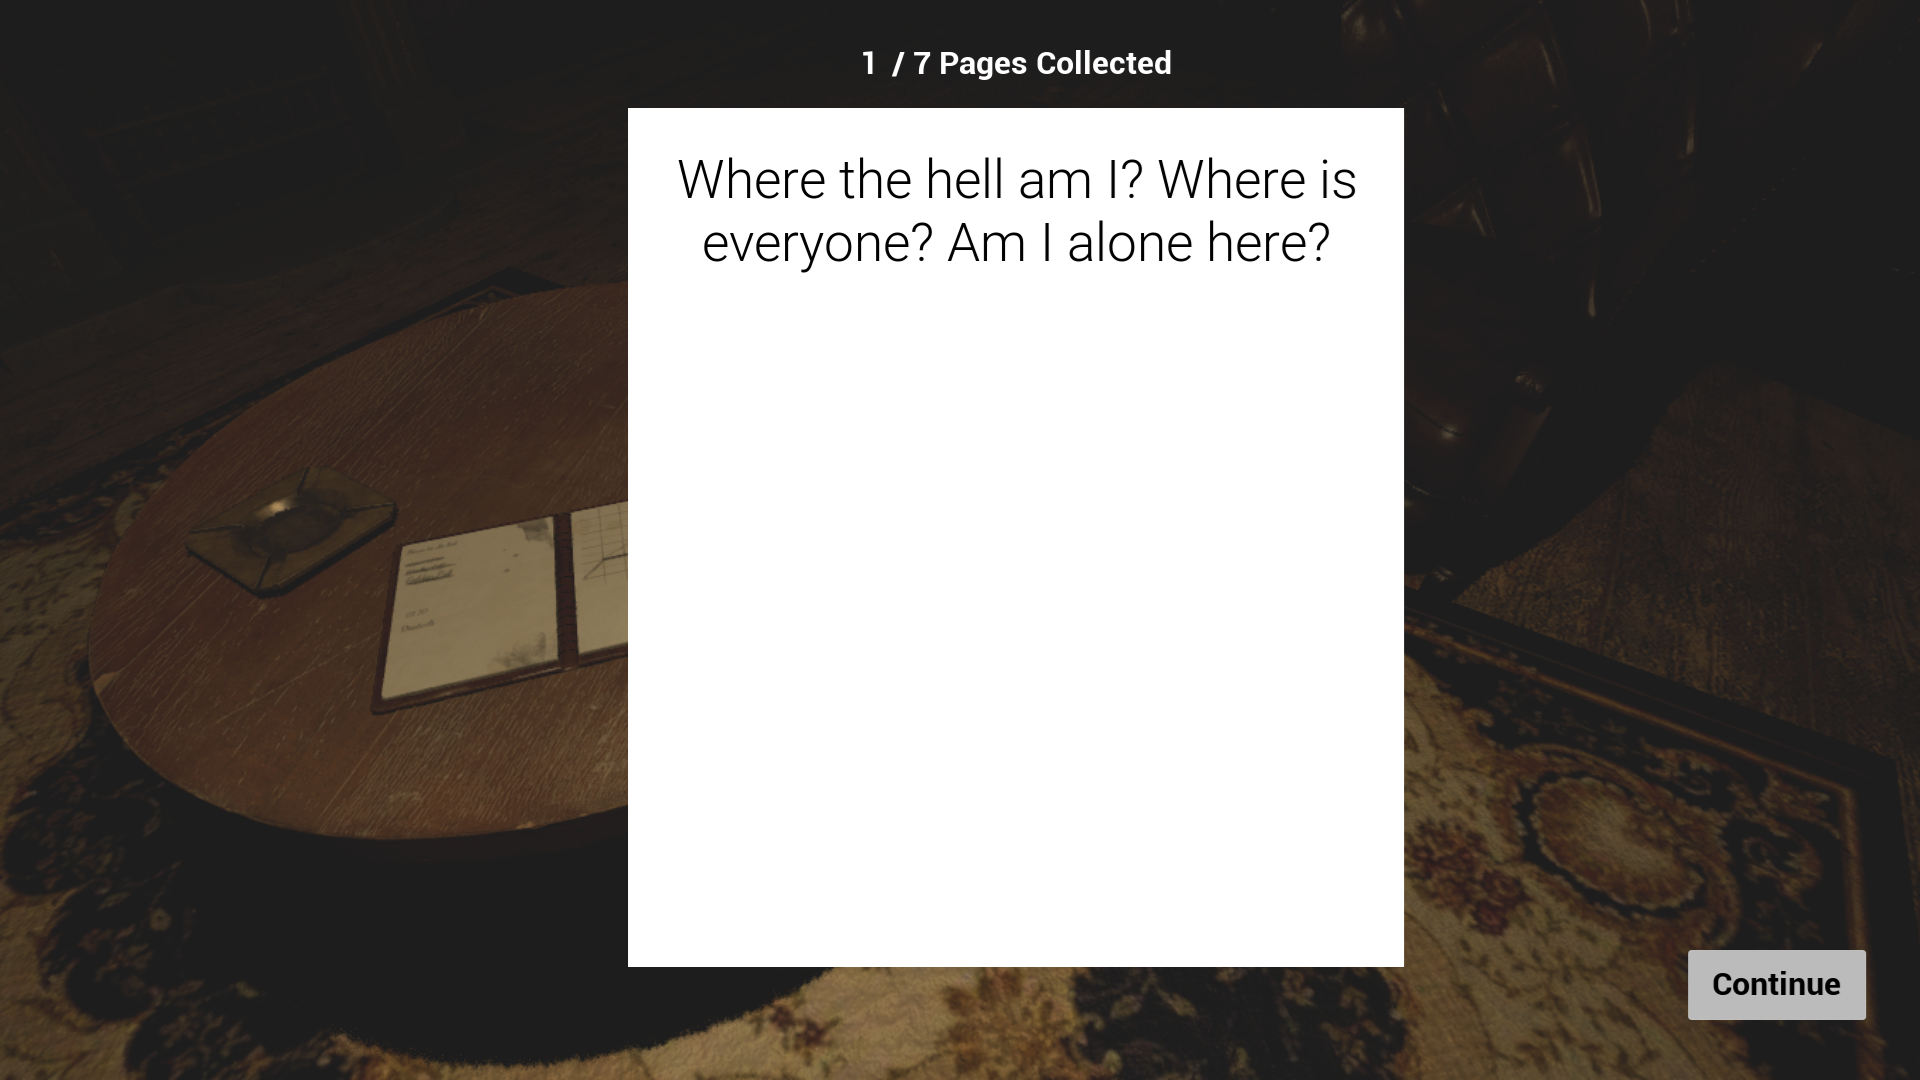 1 / 7 Pages Collected
Where the hell am I? Where is
everyone? Am I alone here?
Continue